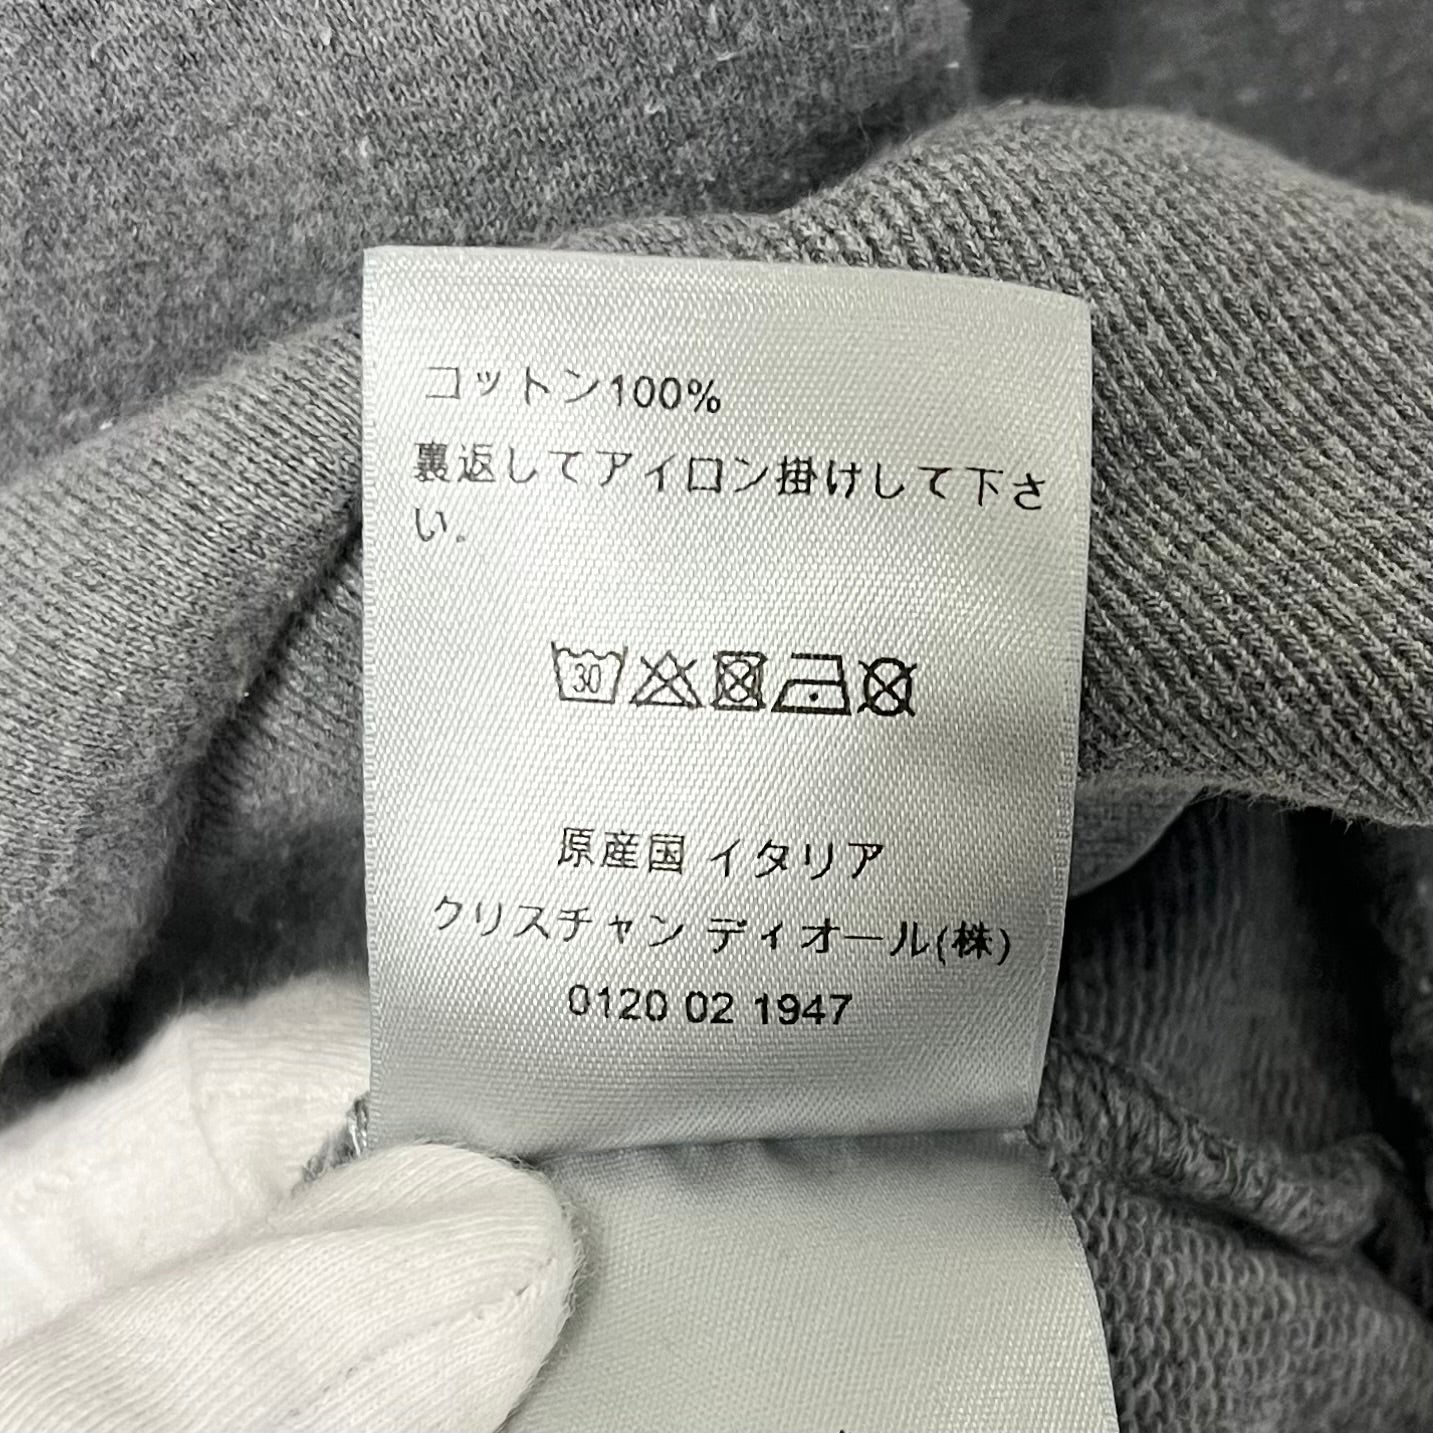 コットン100%
裏返してアイロン掛けして下さ
い。
30
原産国 イタリア
クリスチャン ディオール(株)
0120 02 1947